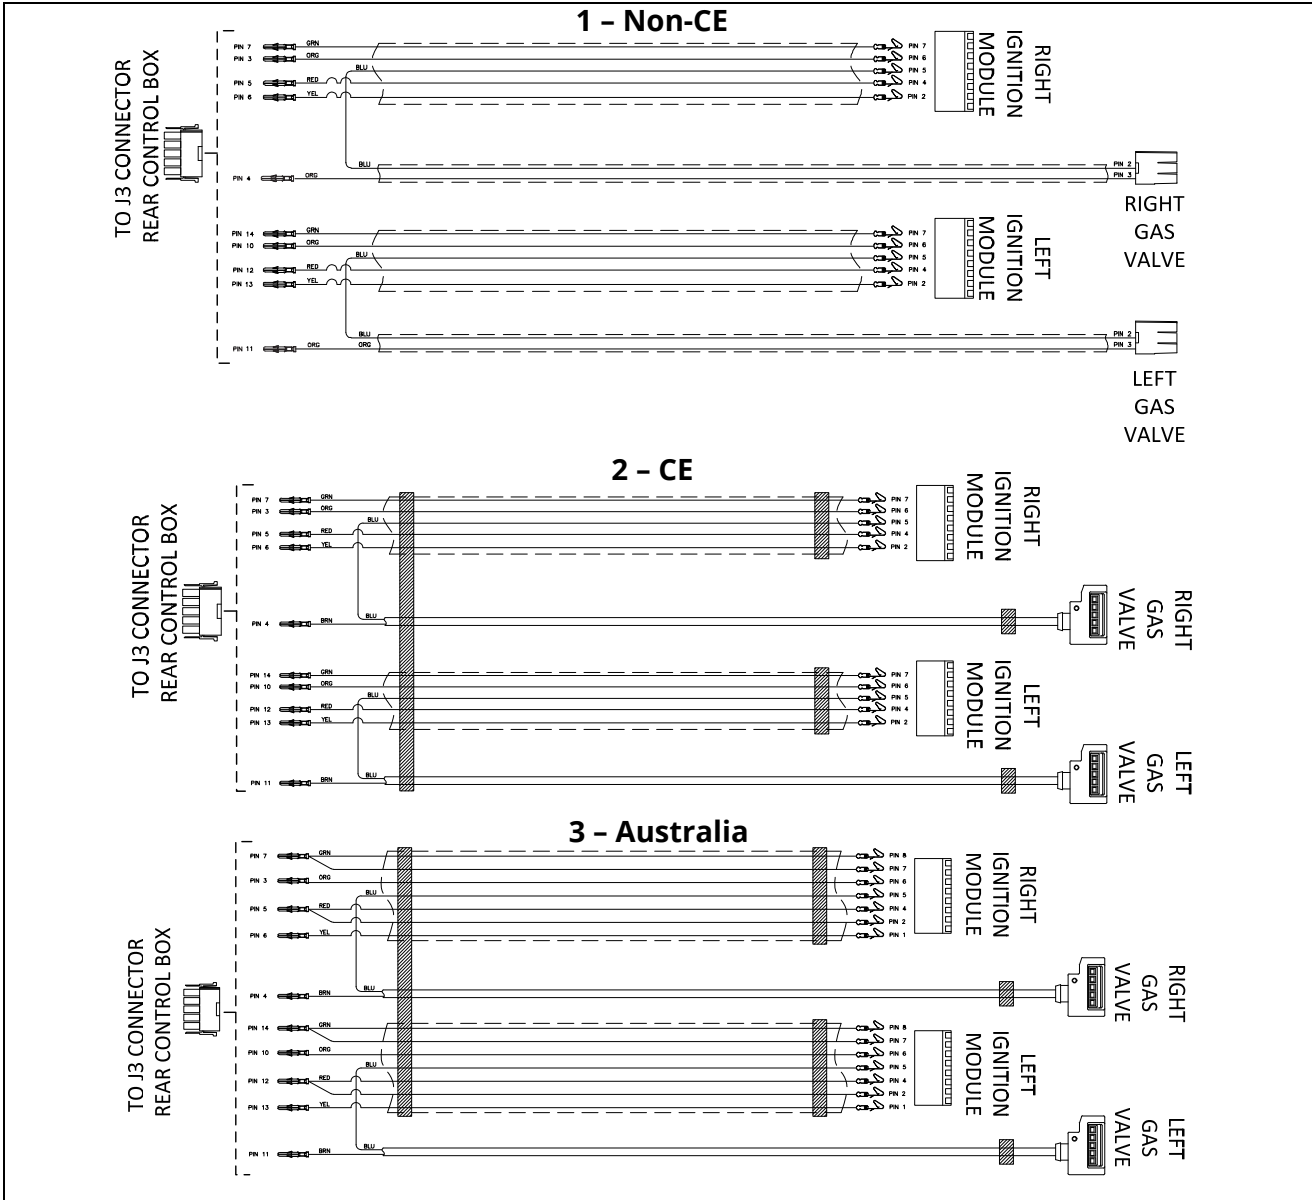 1 – Non-CE
TO J3 CONNECTOR
REAR CONTROL BOX
PIN 7 GRN PIN 7
PIN 3 ORG PIN 6
BLU PIN 5
PIN 5 RED PIN 4
PIN 6 YEL PIN 2
RIGHT
IGNITION
MODULE
BLU PIN 2
PIN 4 ORG PIN 3
RIGHT
GAS
VALVE
PIN 14 GRN PIN 7
PIN 10 ORG PIN 6
BLU PIN 5
PIN 12 RED PIN 4
PIN 13 YEL PIN 2
LEFT
IGNITION
MODULE
BLU PIN 2
PIN 11 ORG ORG PIN 3
LEFT
GAS
VALVE
2 – CE
TO J3 CONNECTOR
REAR CONTROL BOX
PIN 7 GRN PIN 7
PIN 3 ORG PIN 6
BLU PIN 5
PIN 5 RED PIN 4
PIN 6 YEL PIN 2
RIGHT
IGNITION
MODULE
BLU
PIN 4 BRN
RIGHT
GAS
VALVE
PIN 14 GRN PIN 7
PIN 10 ORG PIN 6
BLU PIN 5
PIN 12 RED PIN 4
PIN 13 YEL PIN 2
LEFT
IGNITION
MODULE
BLU
PIN 11 BRN
LEFT
GAS
VALVE
3 – Australia
TO J3 CONNECTOR
REAR CONTROL BOX
PIN 7 GRN PIN 8
PIN 7
PIN 3 ORG PIN 6
BLU PIN 5
PIN 5 RED PIN 4
PIN 2
PIN 6 YEL PIN 1
RIGHT
IGNITION
MODULE
BLU
PIN 4 BRN
RIGHT
GAS
VALVE
PIN 14 GRN PIN 8
PIN 7
PIN 10 ORG PIN 6
BLU PIN 5
PIN 12 RED PIN 4
PIN 2
PIN 13 YEL PIN 1
LEFT
IGNITION
MODULE
BLU
PIN 11 BRN
LEFT
GAS
VALVE